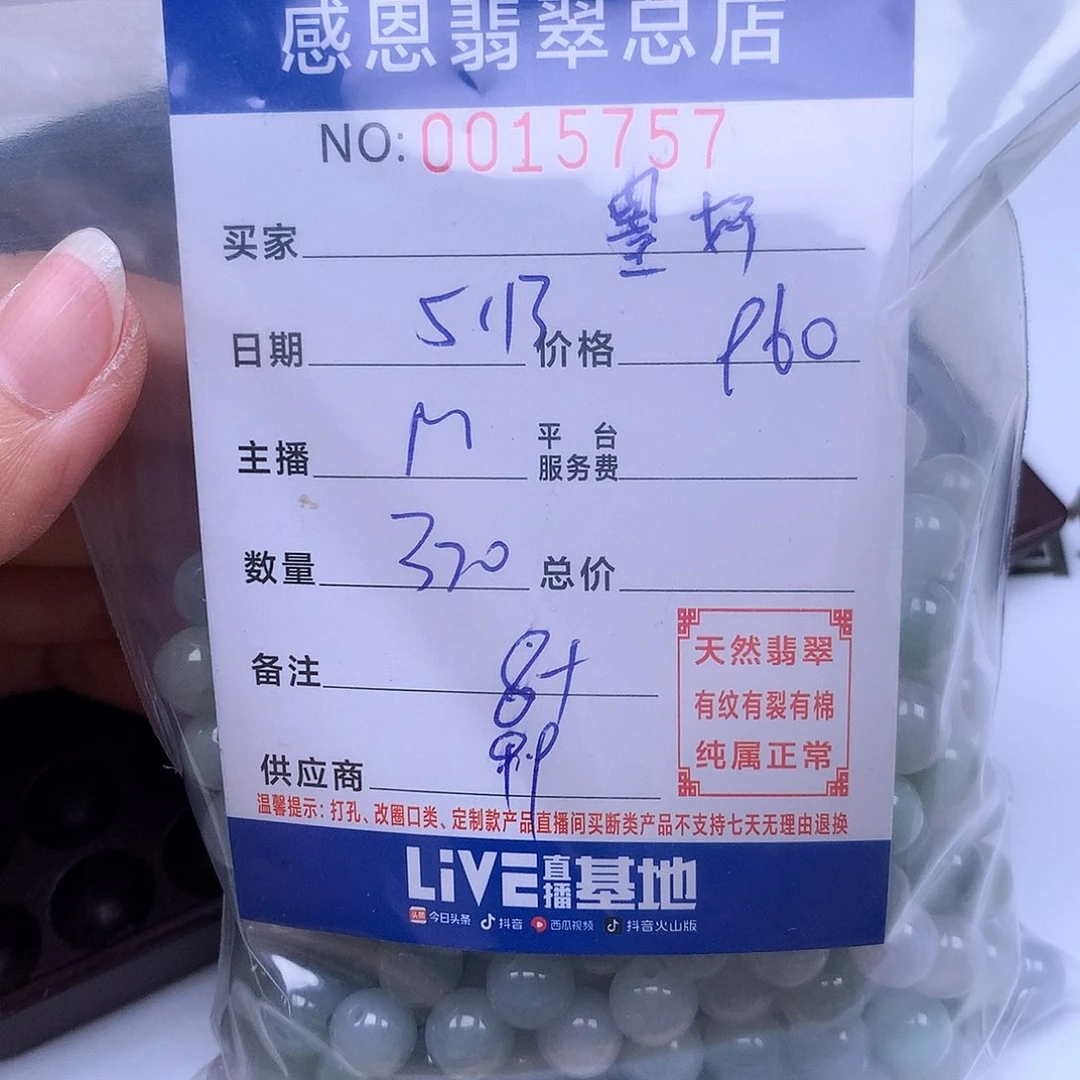 感恩翡翠总店
NO: 0015757
买家
日期 5.13 价格 960
主播 M 平台服务费
数量 320 总价
备注 8+
供应商
天然翡翠
有纹有裂有棉
纯属正常
温馨提示：打孔、改圈口类、定制款产品直播间买断类产品不支持七天无理由退换
LiVE直播基地
头条 今日头条 抖音 西瓜视频 抖音火山版